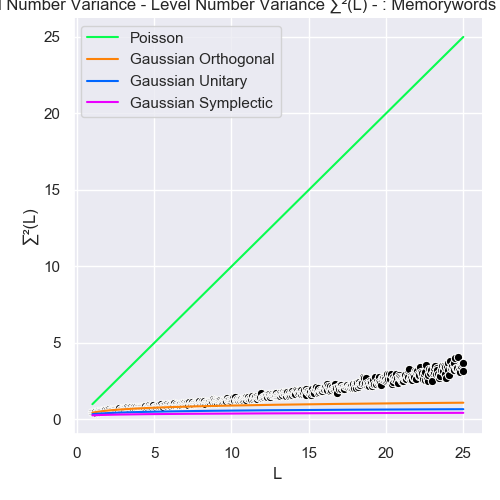 Number Variance - Level Number Variance ∑²(L) - : Memorywords
Poisson
Gaussian Orthogonal
Gaussian Unitary
Gaussian Symplectic
∑²(L)
25
20
15
10
5
0
0 5 10 15 20 25
L